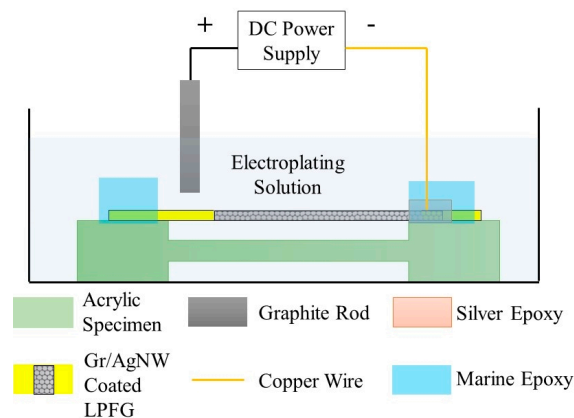 +
DC Power
Supply
-
Electroplating
Solution
Acrylic
Specimen
Graphite Rod
Silver Epoxy
Gr/AgNW
Coated
LPFG
Copper Wire
Marine Epoxy